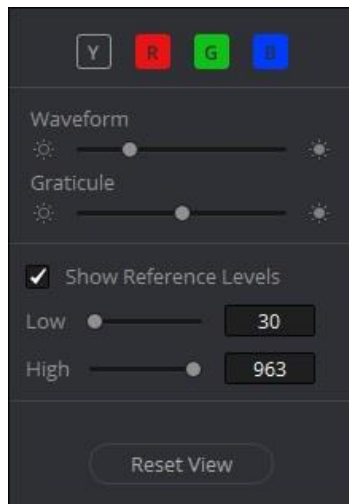 Y R G B
Waveform
Graticule
Show Reference Levels
Low 30
High 963
Reset View